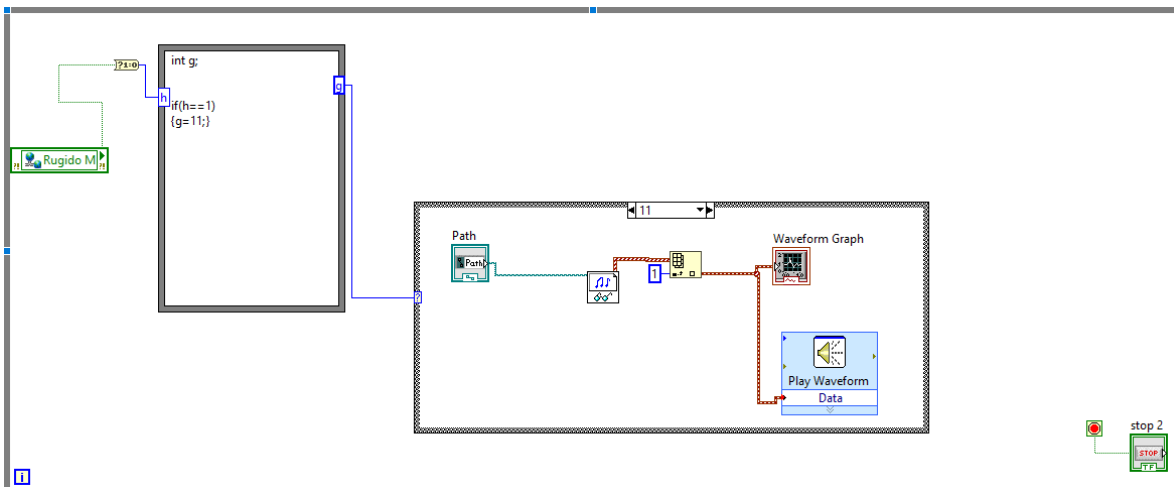 int g;
?1:0
g
h
if(h==1)
{g=11;}
Rugido M
11
Path
Path
Waveform Graph
1
?
Play Waveform
Data
stop 2
STOP
TF
i